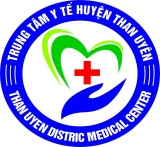 TRUNG TÂM Y TẾ HUYỆN THAN UYÊN
THAN UYEN DISTRIC MEDICAL CENTER